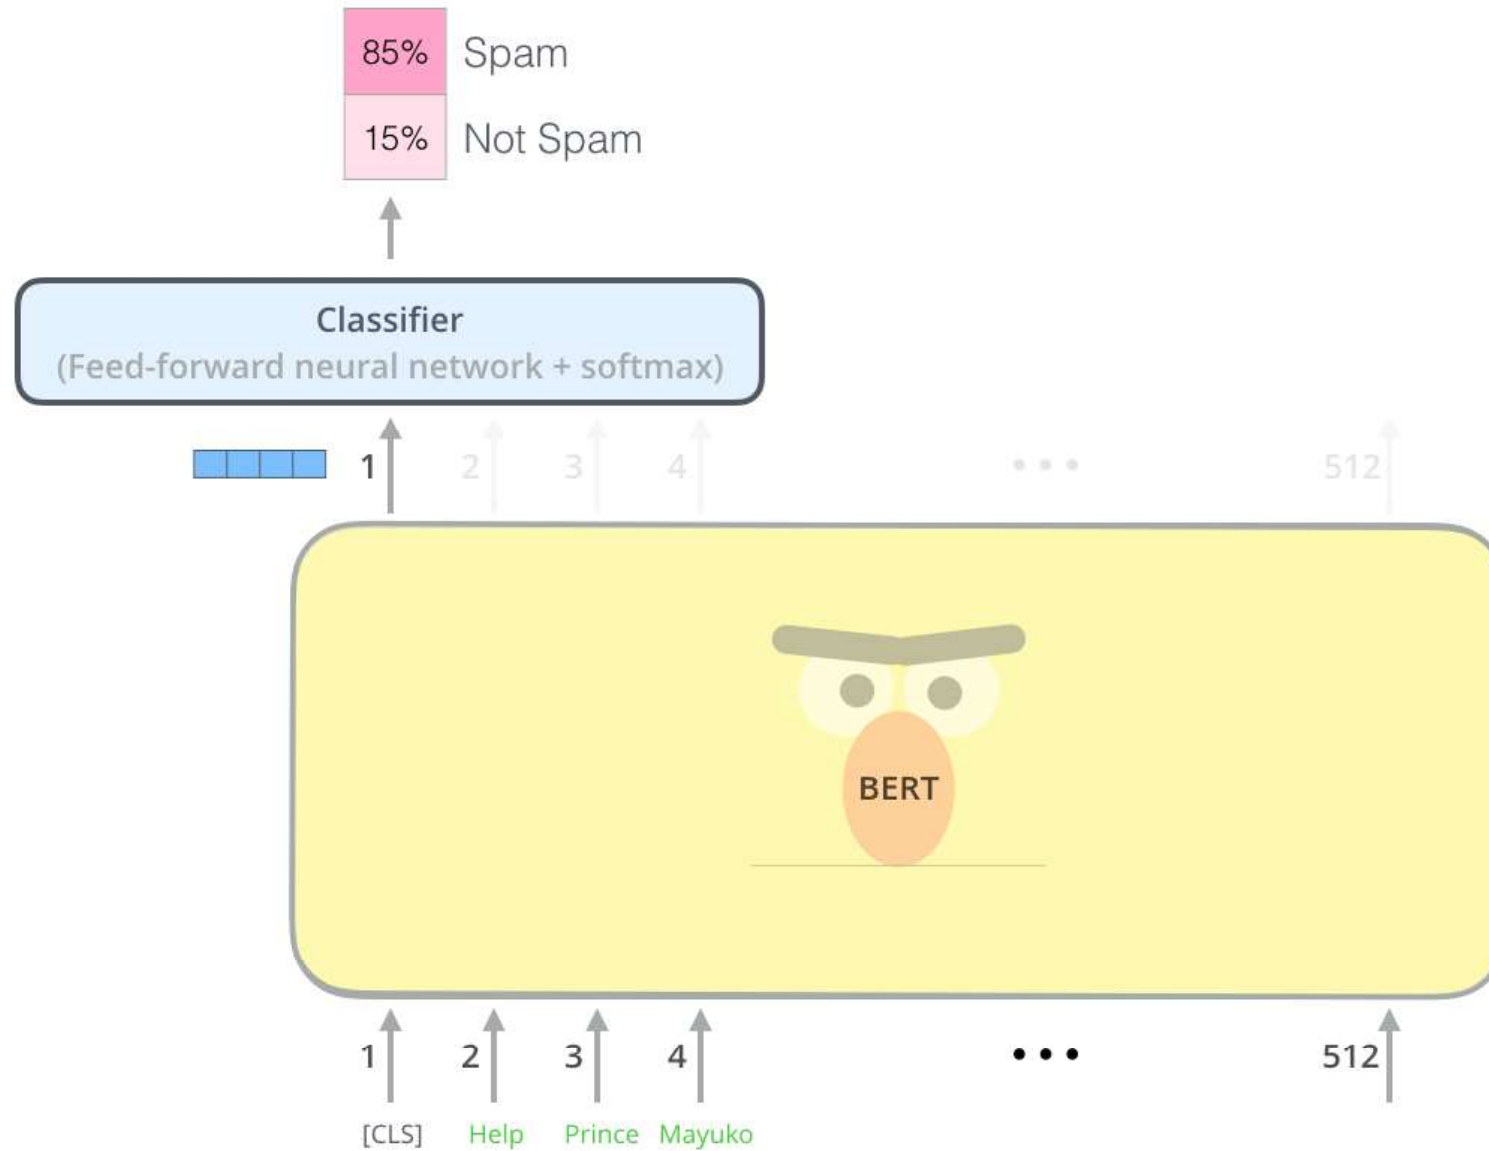 85% Spam
15% Not Spam
Classifier
(Feed-forward neural network + softmax)
1 2 3 4 ••• 512
BERT
1 2 3 4 ••• 512
[CLS] Help Prince Mayuko